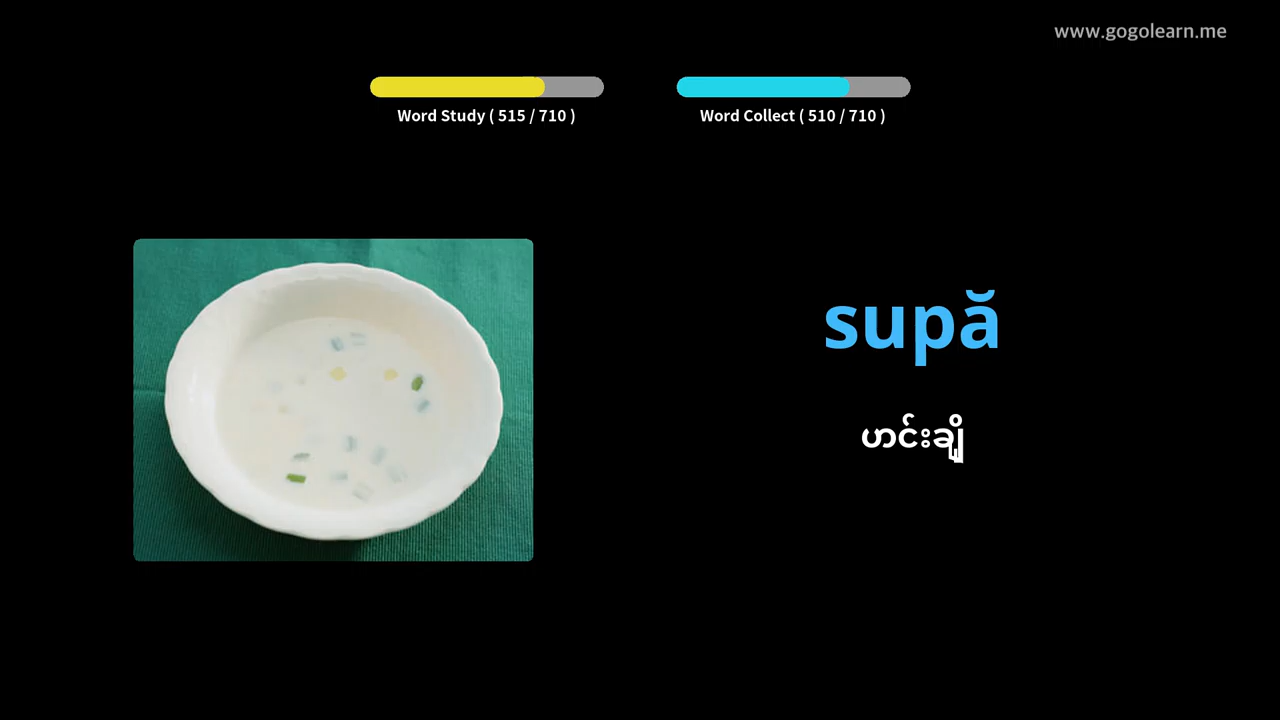 www.gogolearn.me
Word Study ( 515 / 710 )
Word Collect ( 510 / 710 )
supă
ဟင်းချို